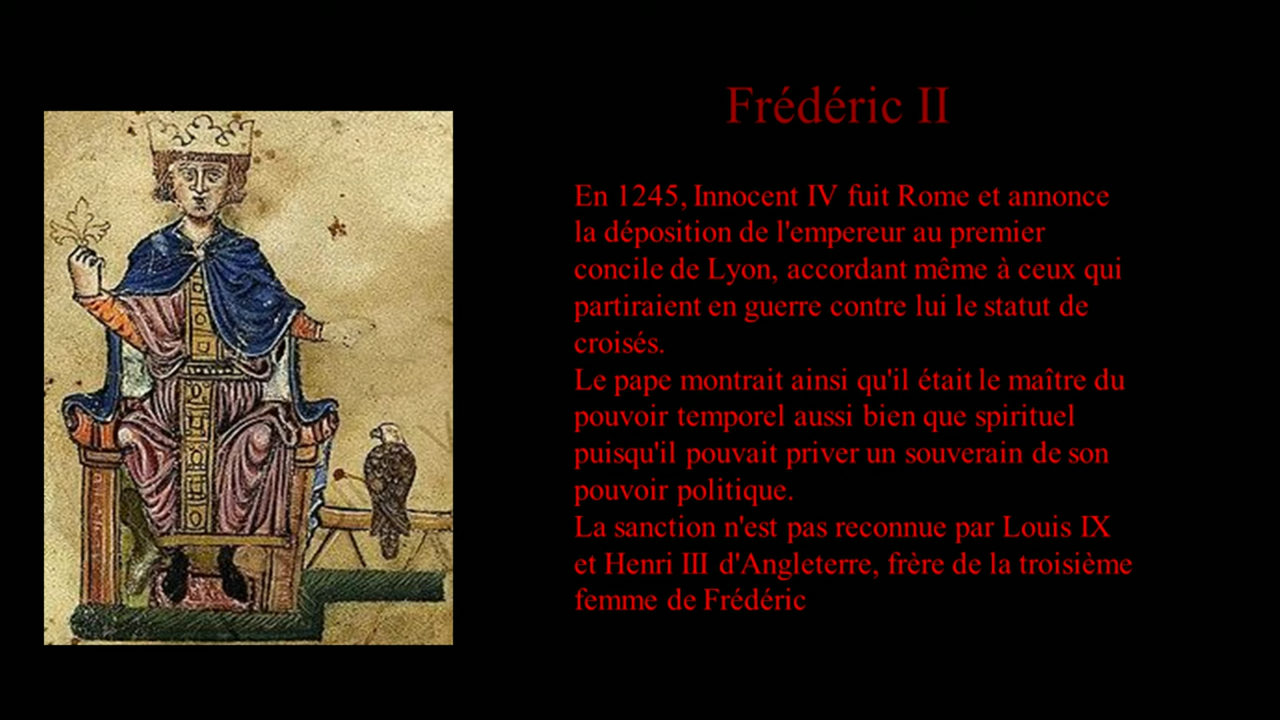 Frédéric II
En 1245, Innocent IV fuit Rome et annonce
la déposition de l'empereur au premier
concile de Lyon, accordant même à ceux qui
partiraient en guerre contre lui le statut de
croisés.
Le pape montrait ainsi qu'il était le maître du
pouvoir temporel aussi bien que spirituel
puisqu'il pouvait priver un souverain de son
pouvoir politique.
La sanction n'est pas reconnue par Louis IX
et Henri III d'Angleterre, frère de la troisième
femme de Frédéric